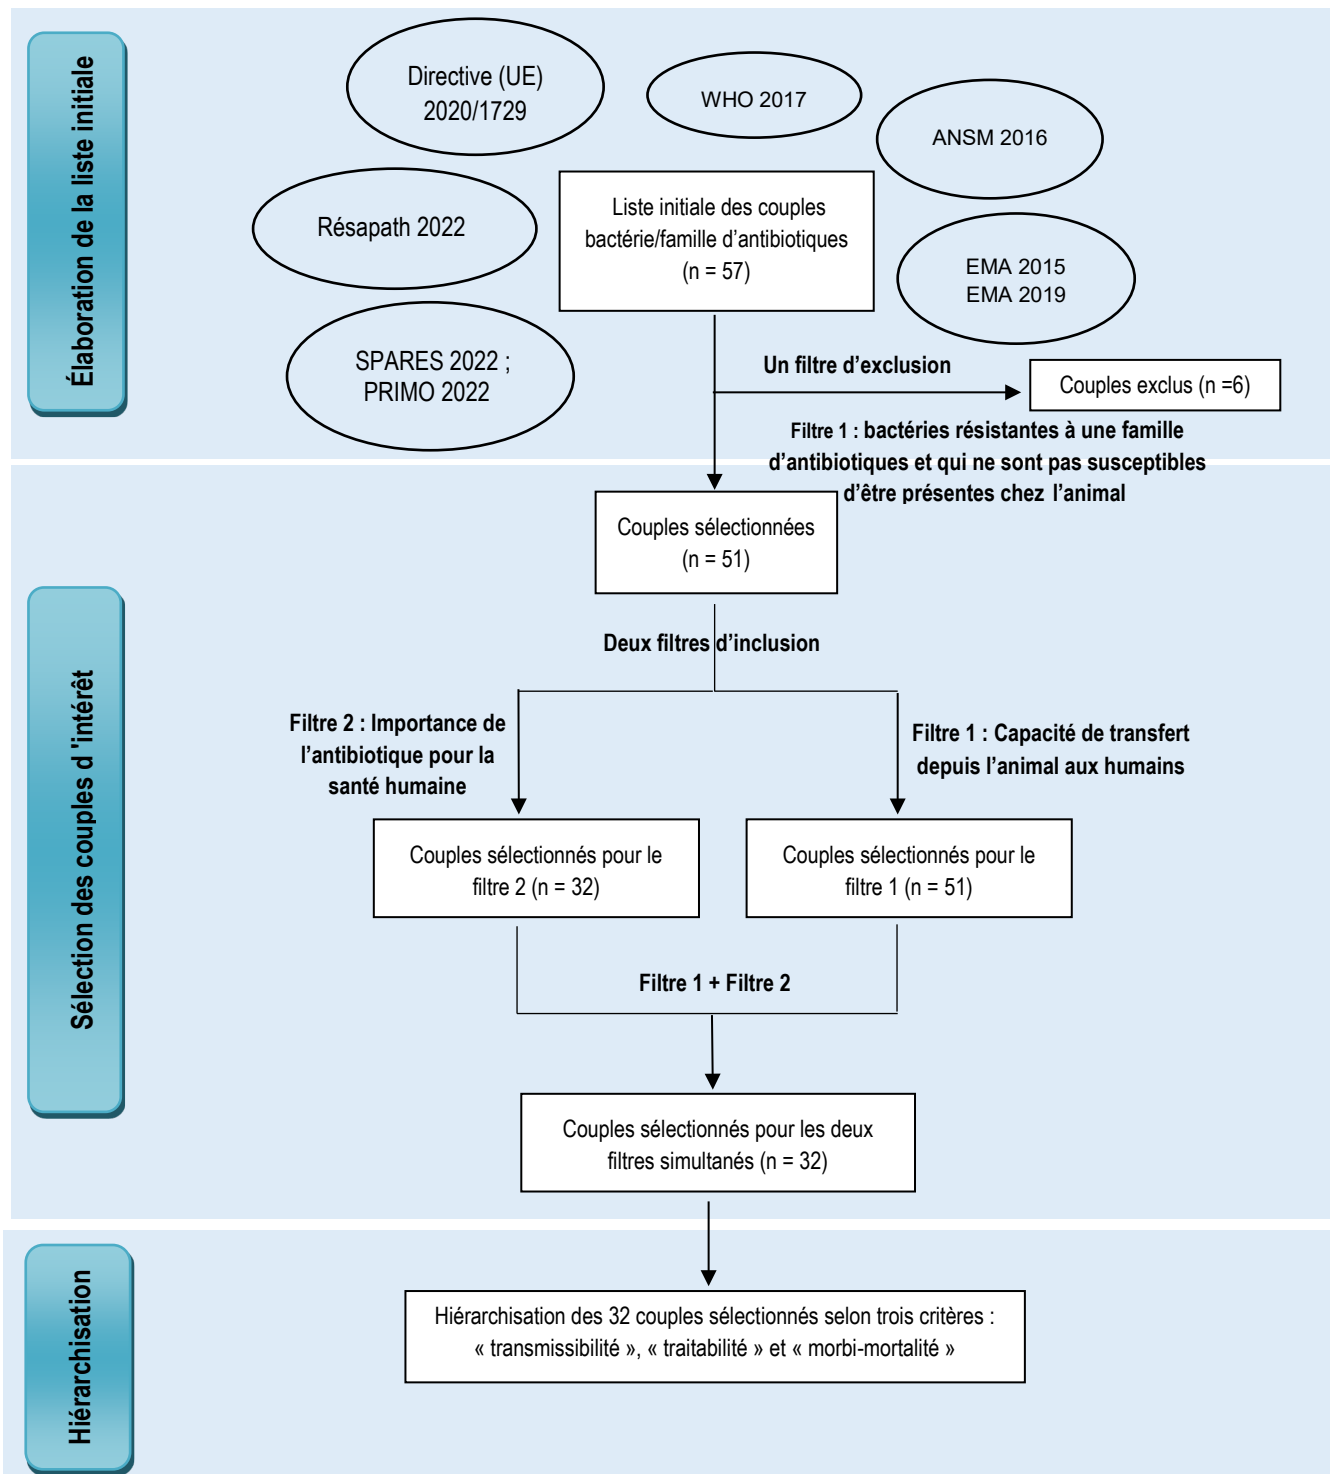 Élaboration de la liste initiale
Directive (UE)
2020/1729
WHO 2017
ANSM 2016
Résapath 2022
Liste initiale des couples
bactérie/famille d’antibiotiques
(n = 57)
EMA 2015
EMA 2019
SPARES 2022 ;
PRIMO 2022
Un filtre d’exclusion
Couples exclus (n =6)
Filtre 1 : bactéries résistantes à une famille
d’antibiotiques et qui ne sont pas susceptibles
d’être présentes chez l’animal
Sélection des couples d 'intérêt
Couples sélectionnées
(n = 51)
Deux filtres d’inclusion
Filtre 2 : Importance de
l’antibiotique pour la
santé humaine
Filtre 1 : Capacité de transfert
depuis l’animal aux humains
Couples sélectionnés pour le
filtre 2 (n = 32)
Couples sélectionnés pour le
filtre 1 (n = 51)
Filtre 1 + Filtre 2
Couples sélectionnés pour les deux
filtres simultanés (n = 32)
Hiérarchisation
Hiérarchisation des 32 couples sélectionnés selon trois critères :
« transmissibilité », « traitabilité » et « morbi-mortalité »